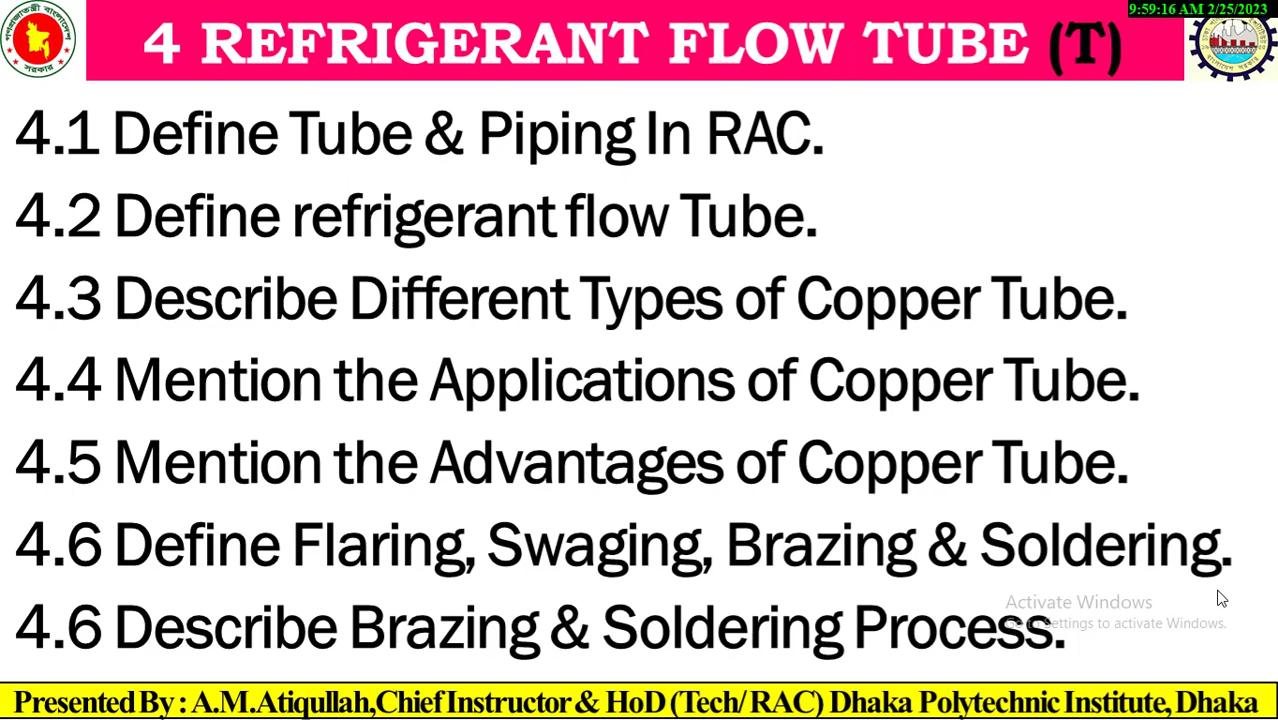 9:59:16 AM 2/25/2023
4 REFRIGERANT FLOW TUBE (T)
4.1 Define Tube & Piping In RAC.
4.2 Define refrigerant flow Tube.
4.3 Describe Different Types of Copper Tube.
4.4 Mention the Applications of Copper Tube.
4.5 Mention the Advantages of Copper Tube.
4.6 Define Flaring, Swaging, Brazing & Soldering.
4.6 Describe Brazing & Soldering Process.
Activate Windows
Go to Settings to activate Windows.
Presented By : A.M.Atiqullah,Chief Instructor & HoD (Tech/ RAC) Dhaka Polytechnic Institute, Dhaka